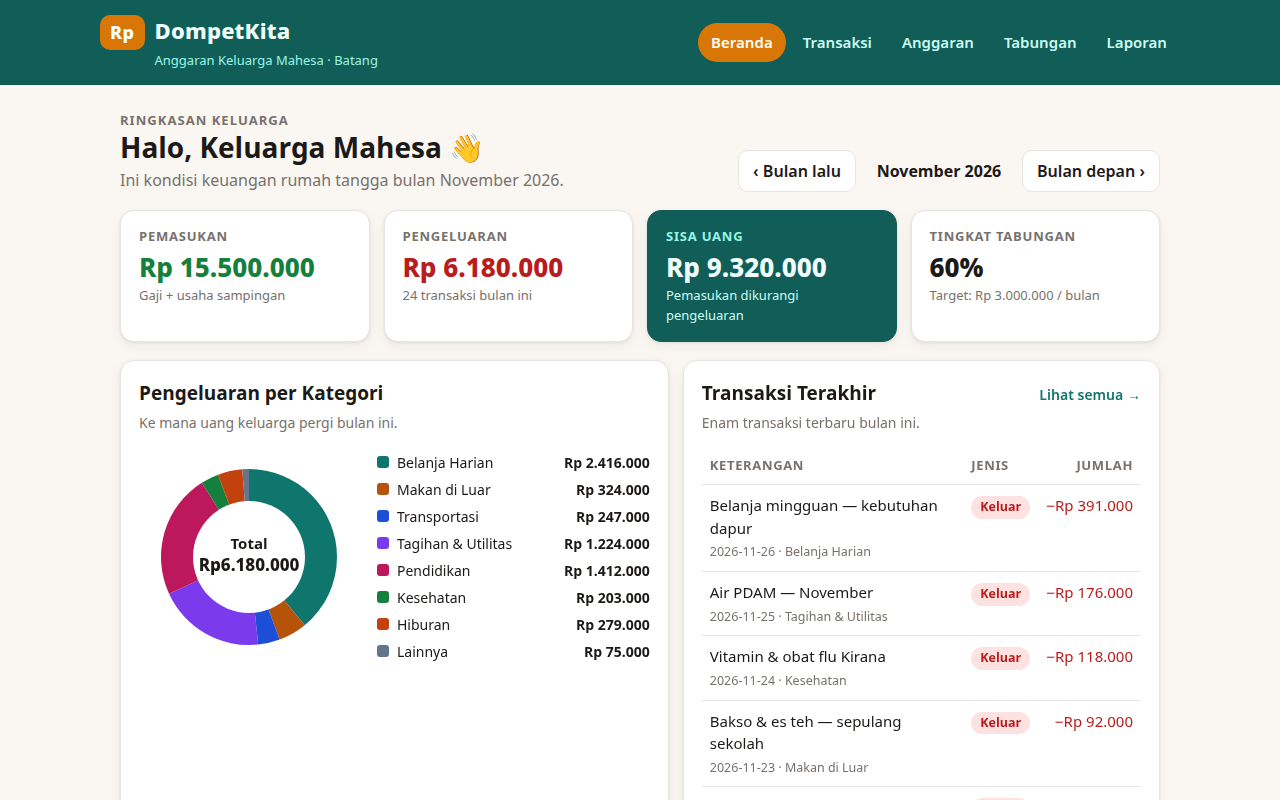 Rp DompetKita
Anggaran Keluarga Mahesa · Batang
Beranda Transaksi Anggaran Tabungan Laporan
RINGKASAN KELUARGA
Halo, Keluarga Mahesa 👋
Ini kondisi keuangan rumah tangga bulan November 2026.
‹ Bulan lalu November 2026 Bulan depan ›
PEMASUKAN
Rp 15.500.000
Gaji + usaha sampingan
PENGELUARAN
Rp 6.180.000
24 transaksi bulan ini
SISA UANG
Rp 9.320.000
Pemasukan dikurangi
pengeluaran
TINGKAT TABUNGAN
60%
Target: Rp 3.000.000 / bulan
Pengeluaran per Kategori
Ke mana uang keluarga pergi bulan ini.
Total
Rp6.180.000
Belanja Harian Rp 2.416.000
Makan di Luar Rp 324.000
Transportasi Rp 247.000
Tagihan & Utilitas Rp 1.224.000
Pendidikan Rp 1.412.000
Kesehatan Rp 203.000
Hiburan Rp 279.000
Lainnya Rp 75.000
Transaksi Terakhir Lihat semua →
Enam transaksi terbaru bulan ini.
KETERANGAN JENIS JUMLAH
Belanja mingguan — kebutuhan Keluar −Rp 391.000
dapur
2026-11-26 · Belanja Harian
Air PDAM — November Keluar −Rp 176.000
2026-11-25 · Tagihan & Utilitas
Vitamin & obat flu Kirana Keluar −Rp 118.000
2026-11-24 · Kesehatan
Bakso & es teh — sepulang Keluar −Rp 92.000
sekolah
2026-11-23 · Makan di Luar